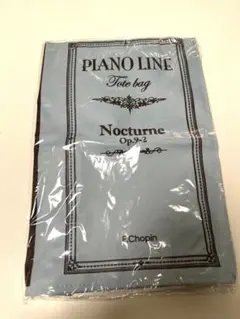 PIANO LINE
Tote bag
Nocturne
Op.9-2
F.Chopin